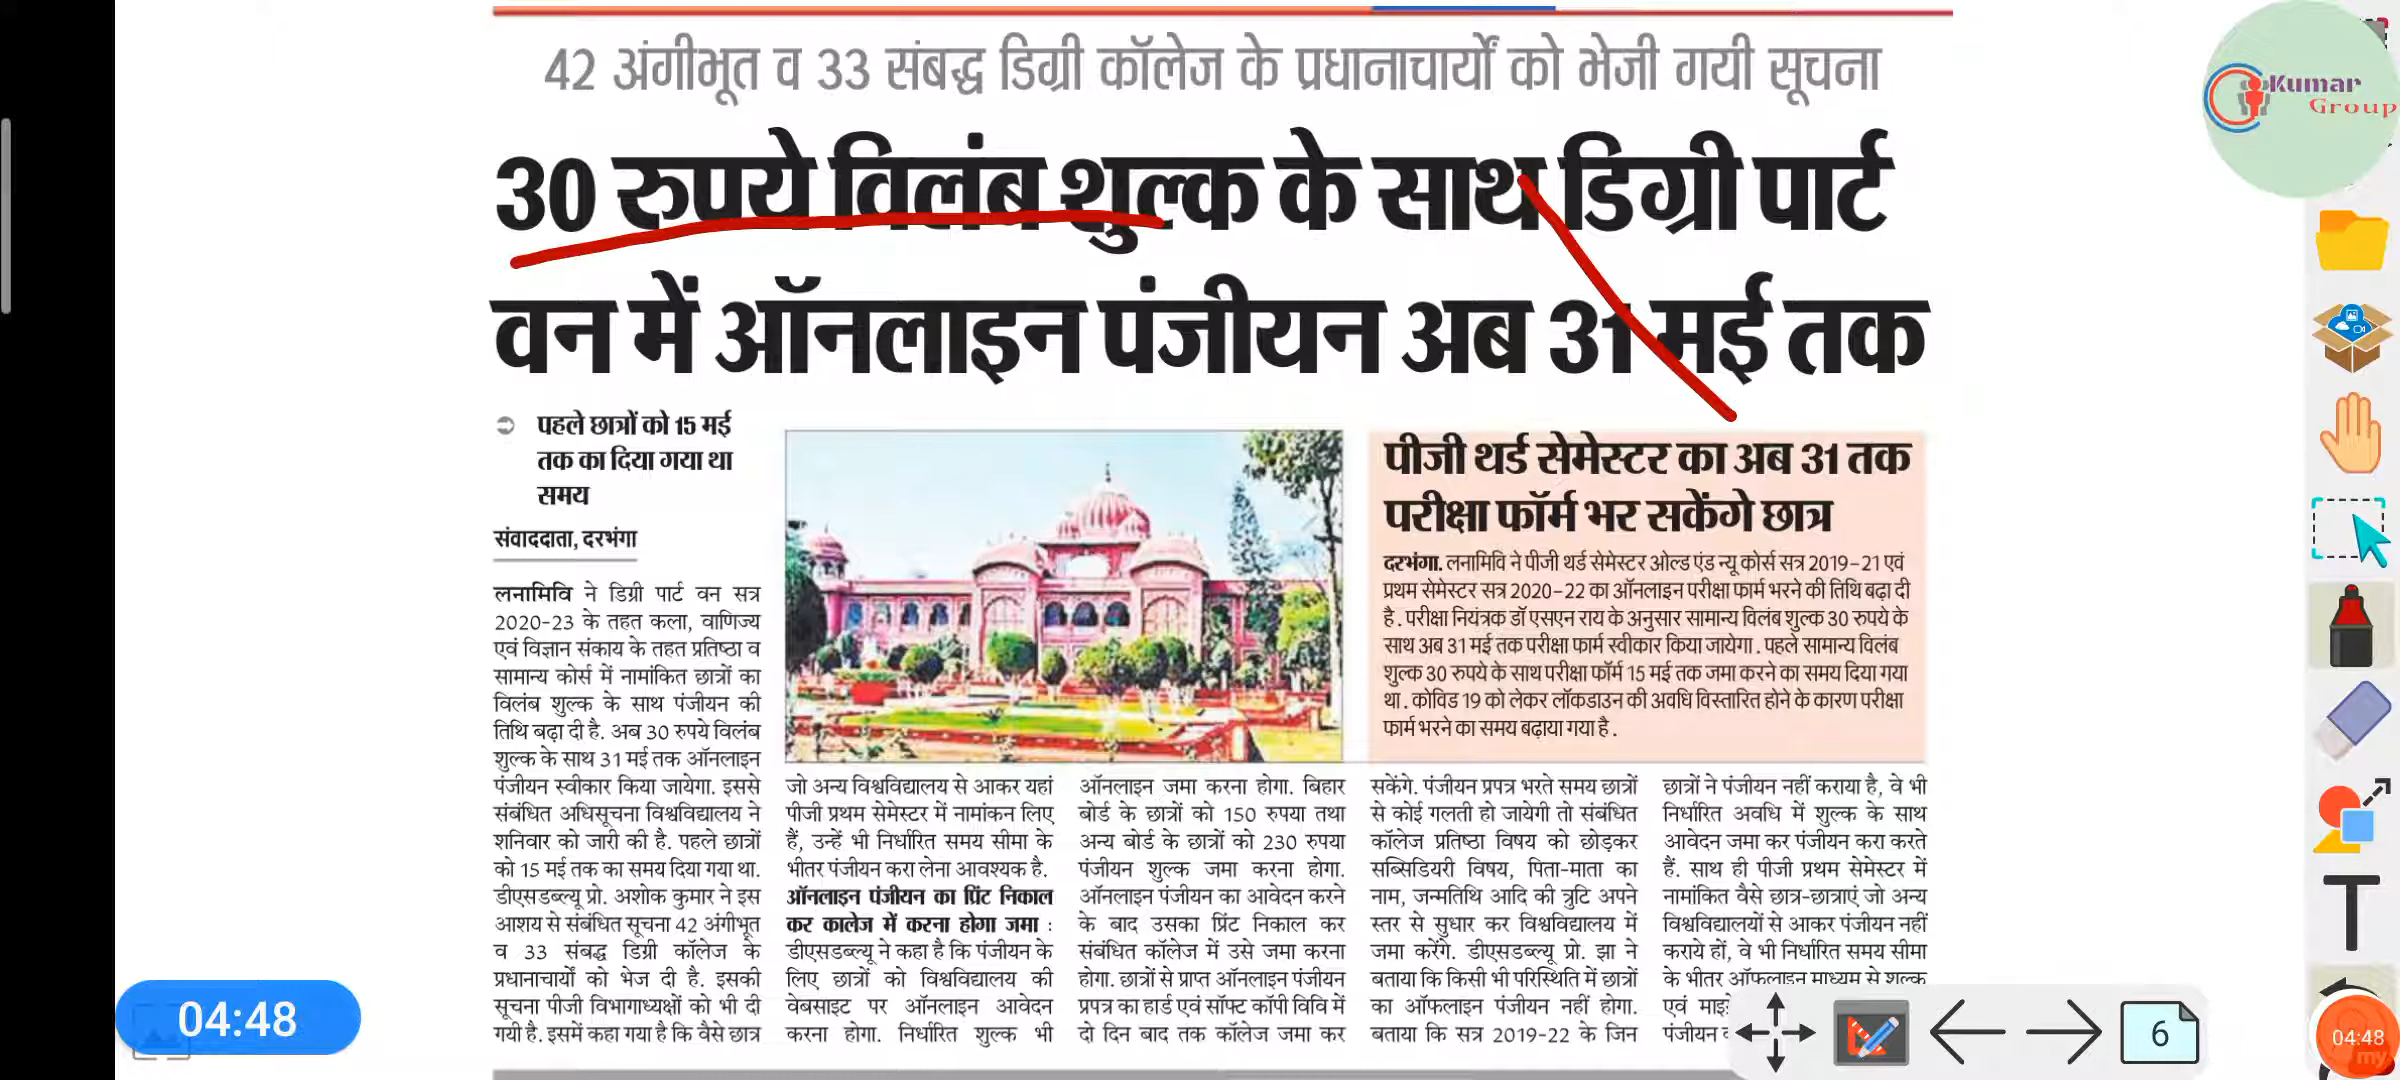 42 अंगीभूत व 33 संबद्ध डिग्री कॉलेज के प्रधानाचार्यों को भेजी गयी सूचना
30 रुपये विलंब शुल्क के साथ डिग्री पार्ट
वन में ऑनलाइन पंजीयन अब 31 मई तक
पहले छात्रों को 15 मई
तक का दिया गया था
समय
संवाददाता, दरभंगा
लनामिवि ने डिग्री पार्ट वन सत्र
2020-23 के तहत कला, वाणिज्य
एवं विज्ञान संकाय के तहत प्रतिष्ठा व
सामान्य कोर्स में नामांकित छात्रों का
विलंब शुल्क के साथ पंजीयन की
तिथि बढ़ा दी है. अब 30 रुपये विलंब
शुल्क के साथ 31 मई तक ऑनलाइन
पंजीयन स्वीकार किया जायेगा. इससे
संबंधित अधिसूचना विश्वविद्यालय ने
शनिवार को जारी की है. पहले छात्रों
को 15 मई तक का समय दिया गया था.
डीएसडब्ल्यू प्रो. अशोक कुमार ने इस
आशय से संबंधित सूचना 42 अंगीभूत
व 33 संबद्ध डिग्री कॉलेज के
प्रधानाचार्यों को भेज दी है. इसकी
सूचना पीजी विभागाध्यक्षों को भी दी
गयी है. इसमें कहा गया है कि वैसे छात्र
जो अन्य विश्वविद्यालय से आकर यहां
पीजी प्रथम सेमेस्टर में नामांकन लिए
हैं, उन्हें भी निर्धारित समय सीमा के
भीतर पंजीयन करा लेना आवश्यक है.
ऑनलाइन पंजीयन का प्रिंट निकाल
कर कालेज में करना होगा जमा :
डीएसडब्ल्यू ने कहा है कि पंजीयन के
लिए छात्रों को विश्वविद्यालय की
वेबसाइट पर ऑनलाइन आवेदन
करना होगा. निर्धारित शुल्क भी
ऑनलाइन जमा करना होगा. बिहार
बोर्ड के छात्रों को 150 रुपया तथा
अन्य बोर्ड के छात्रों को 230 रुपया
पंजीयन शुल्क जमा करना होगा.
ऑनलाइन पंजीयन का आवेदन करने
के बाद उसका प्रिंट निकाल कर
संबंधित कॉलेज में उसे जमा करना
होगा. छात्रों से प्राप्त ऑनलाइन पंजीयन
प्रपत्र का हार्ड एवं सॉफ्ट कॉपी विवि में
दो दिन बाद तक कॉलेज जमा कर
सकेंगे. पंजीयन प्रपत्र भरते समय छात्रों
से कोई गलती हो जायेगी तो संबंधित
कॉलेज प्रतिष्ठा विषय को छोड़कर
सब्सिडियरी विषय, पिता-माता का
नाम, जन्मतिथि आदि की त्रुटि अपने
स्तर से सुधार कर विश्वविद्यालय में
जमा करेंगे. डीएसडब्ल्यू प्रो. झा ने
बताया कि किसी भी परिस्थिति में छात्रों
का ऑफलाइन पंजीयन नहीं होगा.
बताया कि सत्र 2019-22 के जिन
छात्रों ने पंजीयन नहीं कराया है, वे भी
निर्धारित अवधि में शुल्क के साथ
आवेदन जमा कर पंजीयन करा करते
हैं. साथ ही पीजी प्रथम सेमेस्टर में
नामांकित वैसे छात्र-छात्राएं जो अन्य
विश्वविद्यालयों से आकर पंजीयन नहीं
कराये हों, वे भी निर्धारित समय सीमा
के भीतर ऑफलाइन माध्यम से शुल्क
एवं
पंजीयन
पीजी थर्ड सेमेस्टर का अब 31 तक
परीक्षा फॉर्म भर सकेंगे छात्र
दरभंगा. लनामिवि ने पीजी थर्ड सेमेस्टर ओल्ड एंड न्यू कोर्स सत्र 2019-21 एवं
प्रथम सेमेस्टर सत्र 2020-22 का ऑनलाइन परीक्षा फार्म भरने की तिथि बढ़ा दी
है. परीक्षा नियंत्रक डॉ एसएन राय के अनुसार सामान्य विलंब शुल्क 30 रुपये के
साथ अब 31 मई तक परीक्षा फार्म स्वीकार किया जायेगा. पहले सामान्य विलंब
शुल्क 30 रुपये के साथ परीक्षा फॉर्म 15 मई तक जमा करने का समय दिया गया
था. कोविड 19 को लेकर लॉकडाउन की अवधि विस्तारित होने के कारण परीक्षा
फार्म भरने का समय बढ़ाया गया है.
Kumar
Group
T
04:48
6
04:48